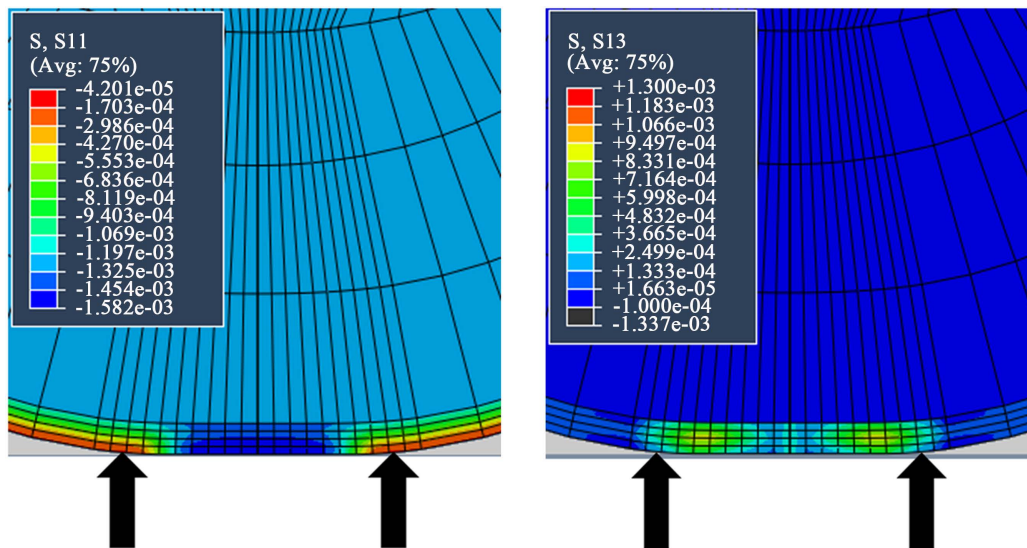 S, S11
(Avg: 75%)
-4.201e-05
-1.703e-04
-2.986e-04
-4.270e-04
-5.553e-04
-6.836e-04
-8.119e-04
-9.403e-04
-1.069e-03
-1.197e-03
-1.325e-03
-1.454e-03
-1.582e-03
S, S13
(Avg: 75%)
+1.300e-03
+1.183e-03
+1.066e-03
+9.497e-04
+8.331e-04
+7.164e-04
+5.998e-04
+4.832e-04
+3.665e-04
+2.499e-04
+1.333e-04
+1.663e-05
-1.000e-04
-1.337e-03